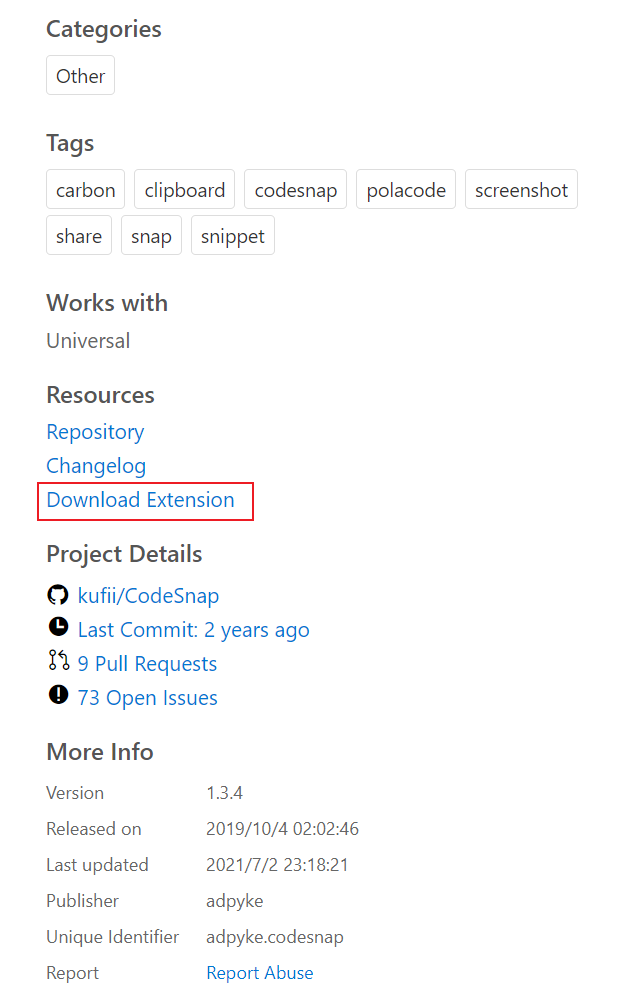 Categories
Other
Tags
carbon clipboard codesnap polacode screenshot
share snap snippet
Works with
Universal
Resources
Repository
Changelog
Download Extension
Project Details
kufii/CodeSnap
Last Commit: 2 years ago
9 Pull Requests
73 Open Issues
More Info
Version 1.3.4
Released on 2019/10/4 02:02:46
Last updated 2021/7/2 23:18:21
Publisher adpyke
Unique Identifier adpyke.codesnap
Report Report Abuse